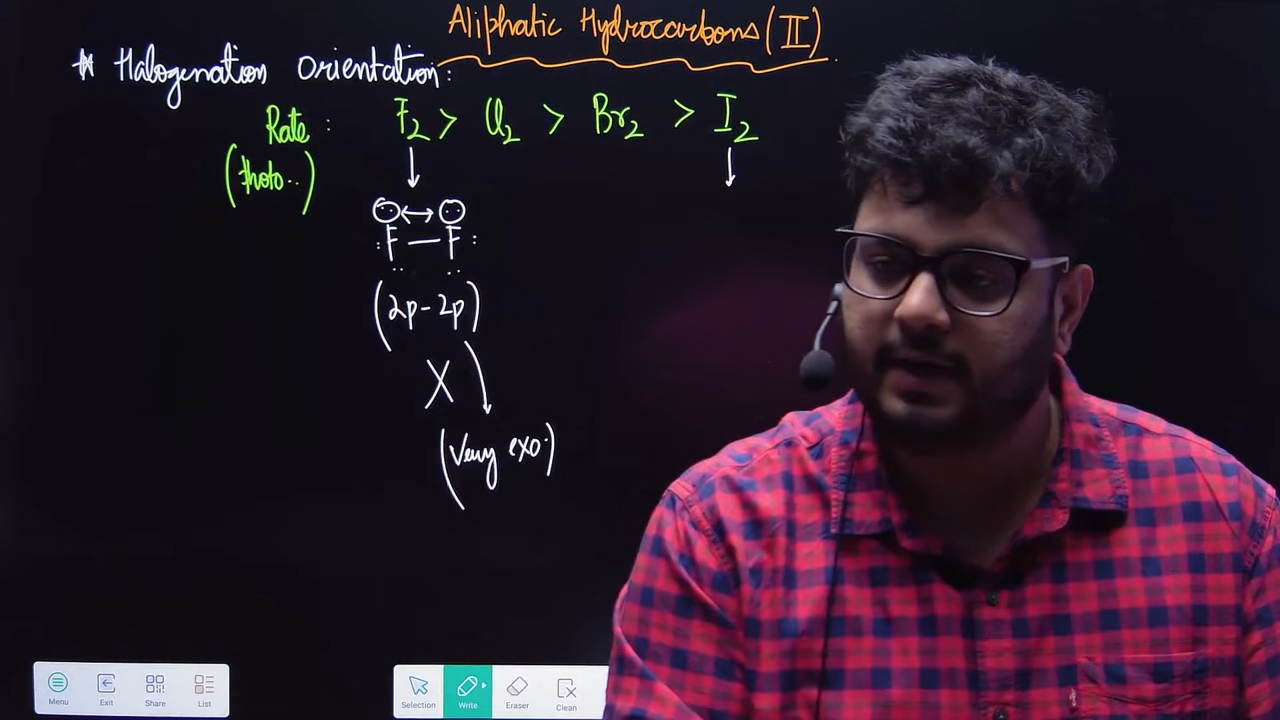 Aliphatic Hydrocarbons (II)
* Halogenation Orientation:
Rate : F2 > Cl2 > Br2 > I2
(Photo..)
F — F
(2p-2p)
X
(Very exo.)
Menu Exit Share List Selection Write Eraser Clean